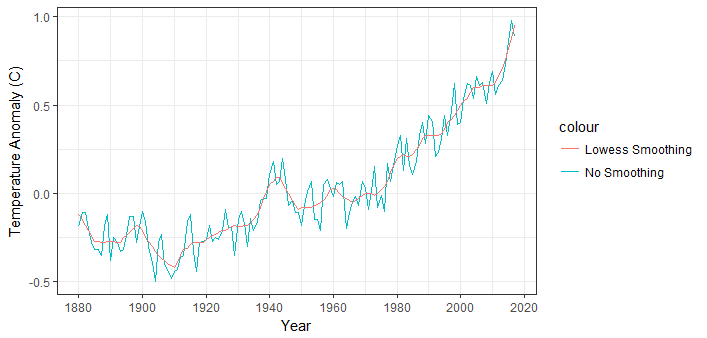 1.0
0.5
0.0
-0.5
Temperature Anomaly (C)
1880 1900 1920 1940 1960 1980 2000 2020
Year
colour
Lowess Smoothing
No Smoothing